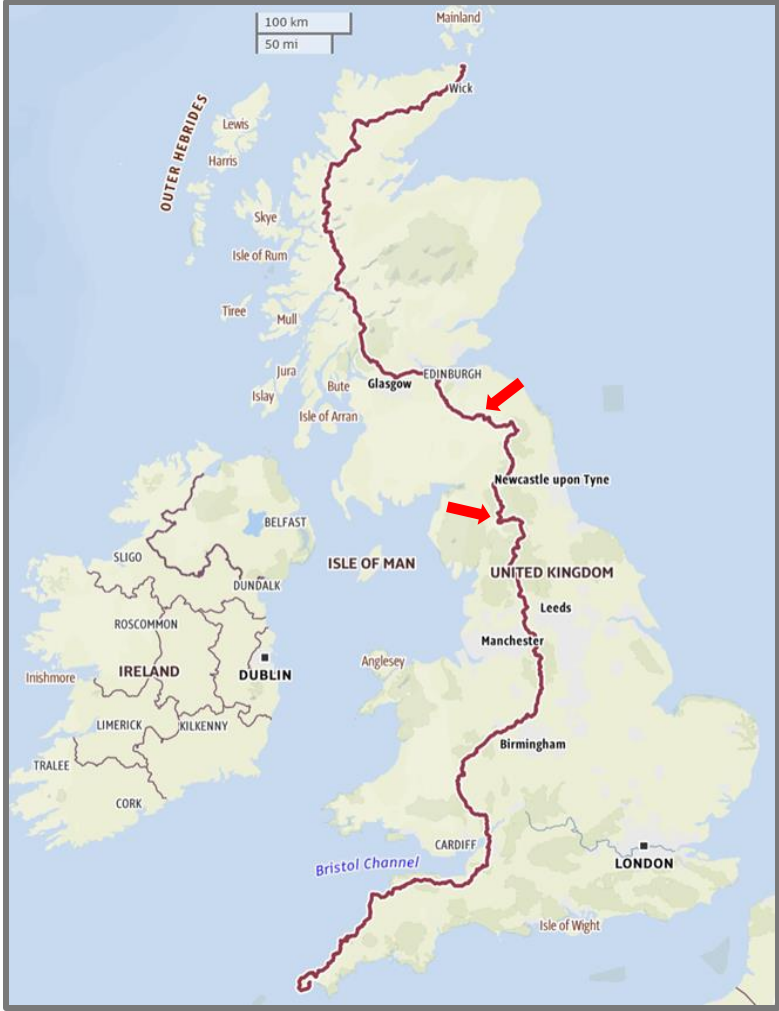 Mainland
100 km
50 mi
Wick
OUTER HEBRIDES
Lewis
Harris
Skye
Isle of Rum
Tiree
Mull
Jura
Bute
Glasgow
EDINBURGH
Islay
Isle of Arran
Newcastle upon Tyne
BELFAST
SLIGO
ISLE OF MAN
UNITED KINGDOM
DUNDALK
Leeds
ROSCOMMON
Manchester
Anglesey
IRELAND
DUBLIN
Inishmore
LIMERICK
KILKENNY
Birmingham
TRALEE
CORK
CARDIFF
Bristol Channel
LONDON
Isle of Wight